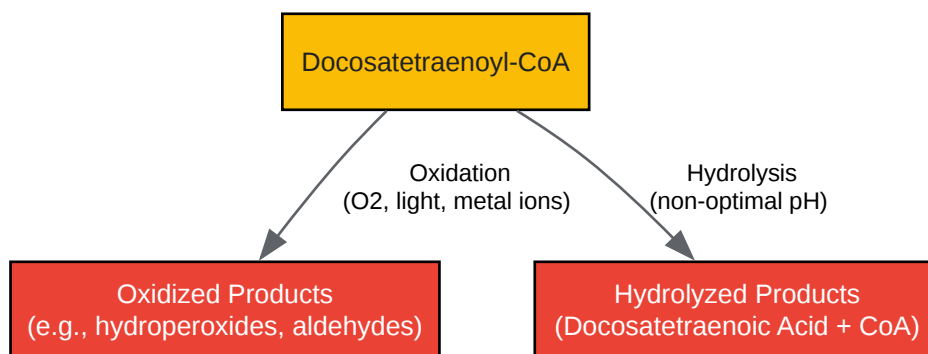 Docosatetraenoyl-CoA
Oxidation
(O2, light, metal ions)
Hydrolysis
(non-optimal pH)
Oxidized Products
(e.g., hydroperoxides, aldehydes)
Hydrolyzed Products
(Docosatetraenoic Acid + CoA)